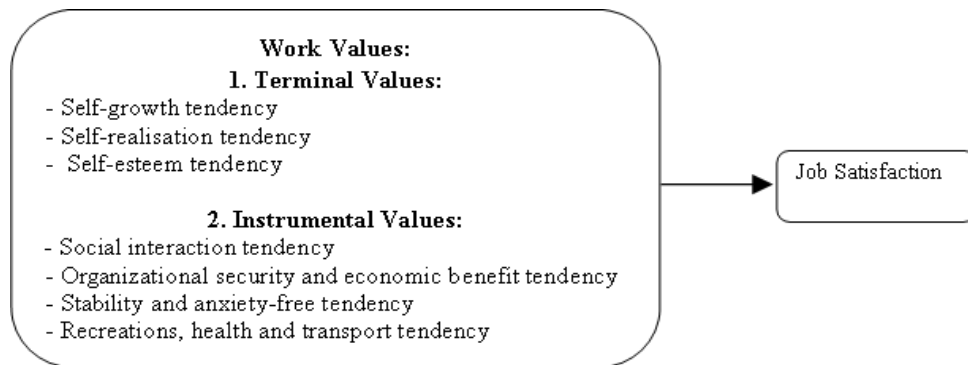 Work Values:
1. Terminal Values:
- Self-growth tendency
- Self-realisation tendency
- Self-esteem tendency
2. Instrumental Values:
- Social interaction tendency
- Organizational security and economic benefit tendency
- Stability and anxiety-free tendency
- Recreations, health and transport tendency
Job Satisfaction